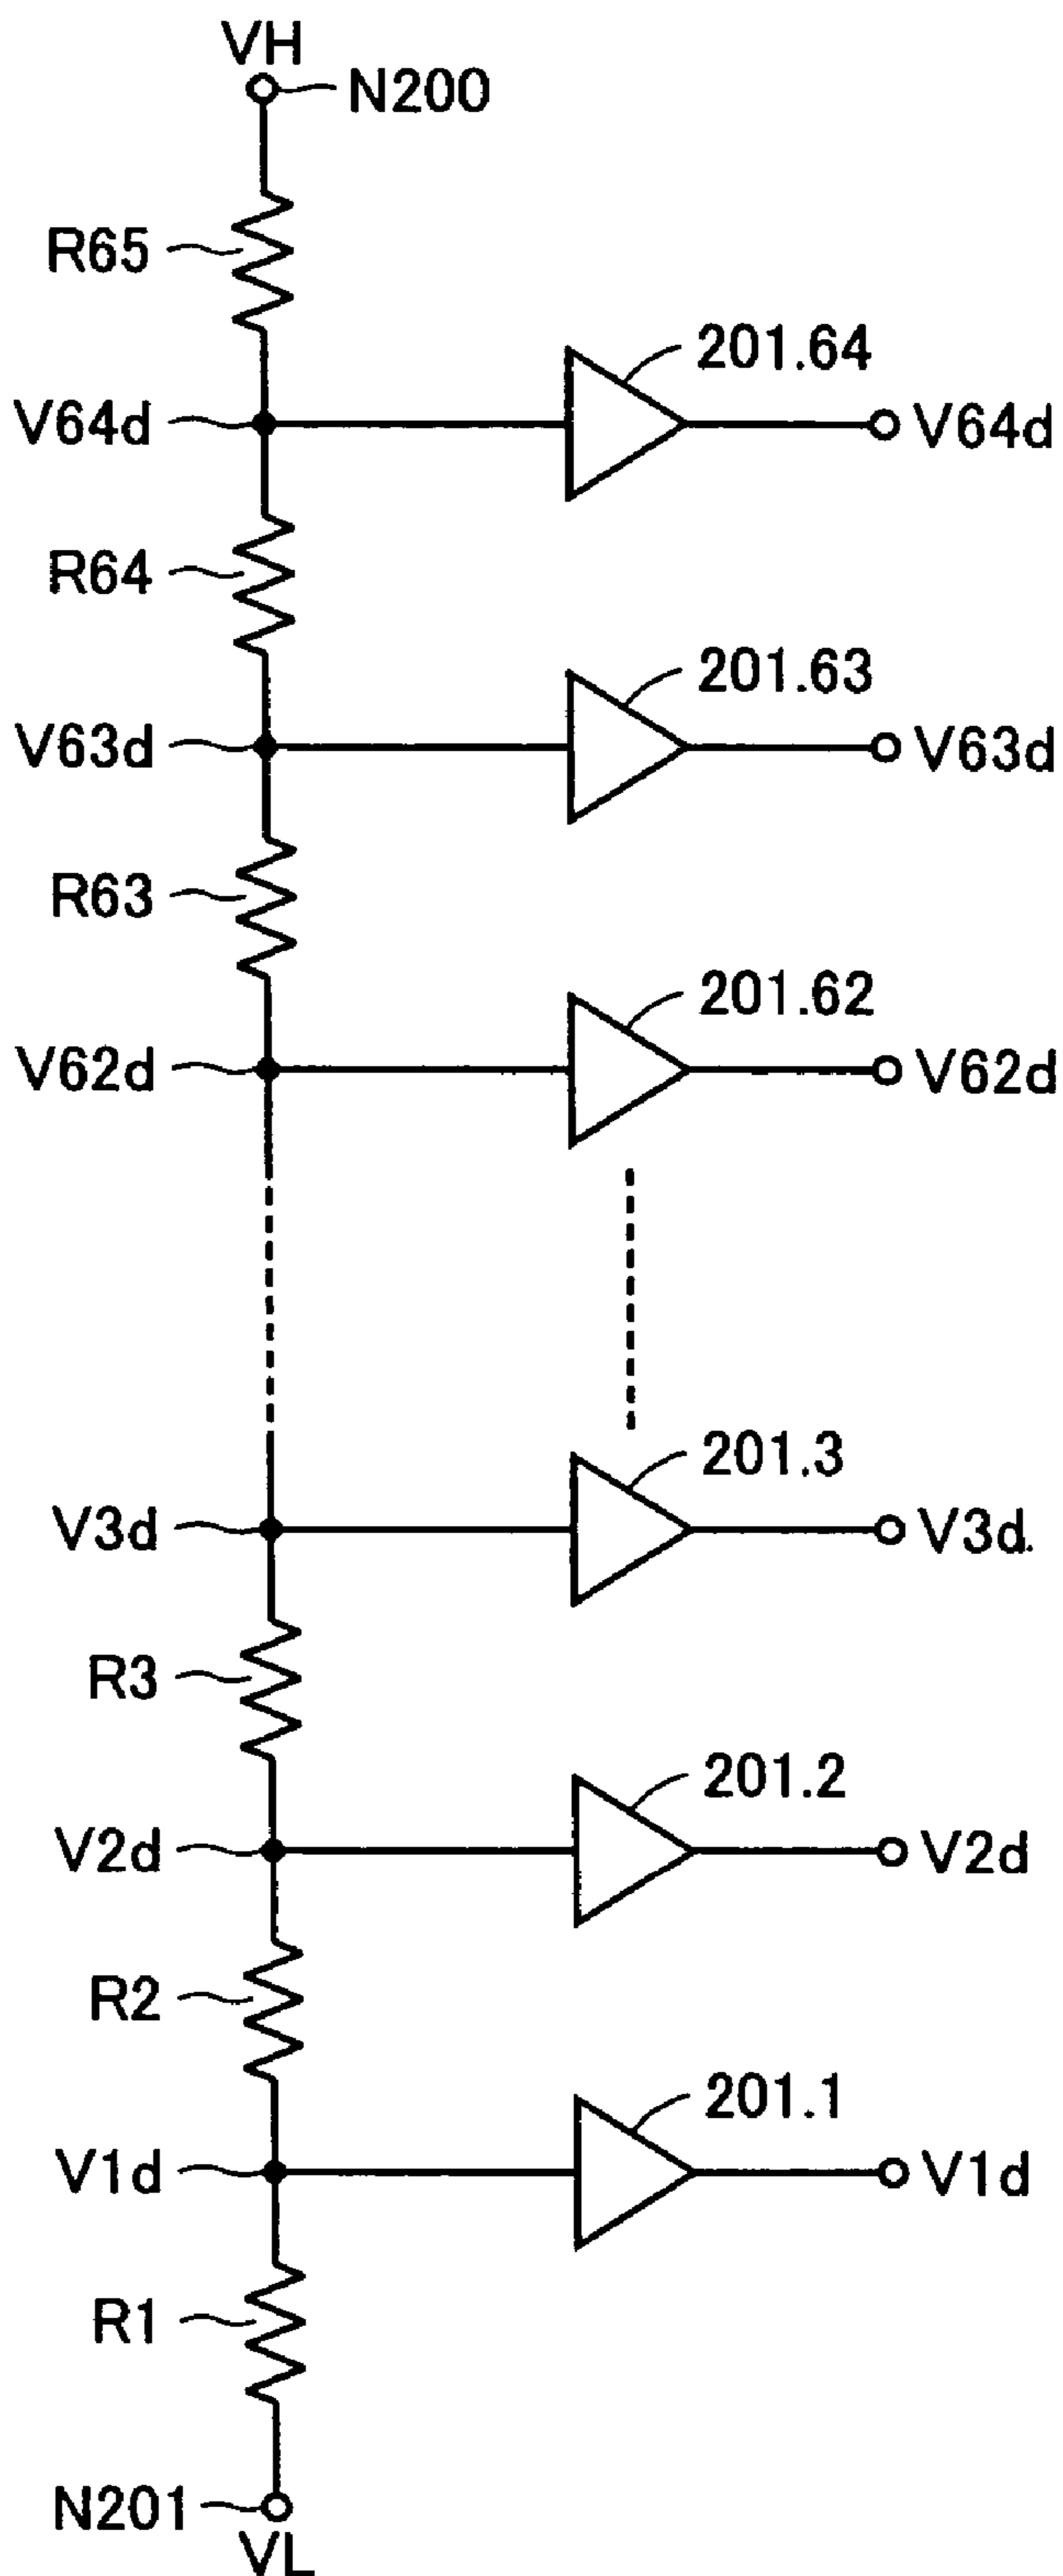 VH
N200
R65
201.64
V64d
V64d
R64
201.63
V63d
V63d
R63
201.62
V62d
V62d
201.3
V3d
V3d.
R3
201.2
V2d
V2d
R2
201.1
V1d
V1d
R1
N201
VL